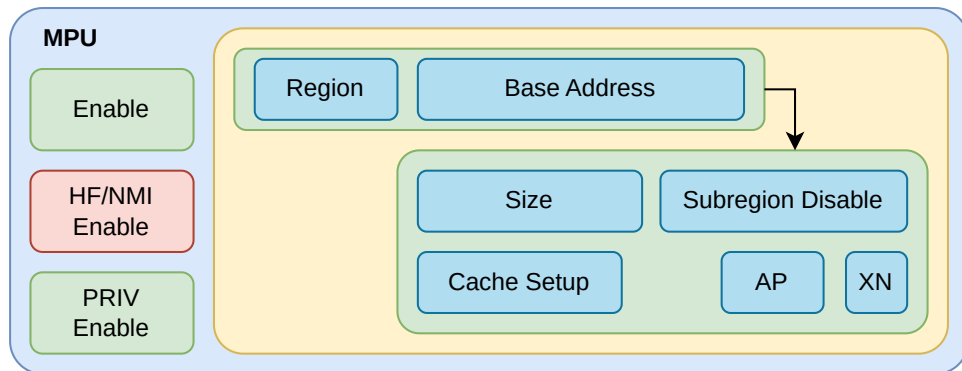 MPU
Enable
HF/NMI
Enable
PRIV
Enable
Region
Base Address
Size
Subregion Disable
Cache Setup
AP
XN